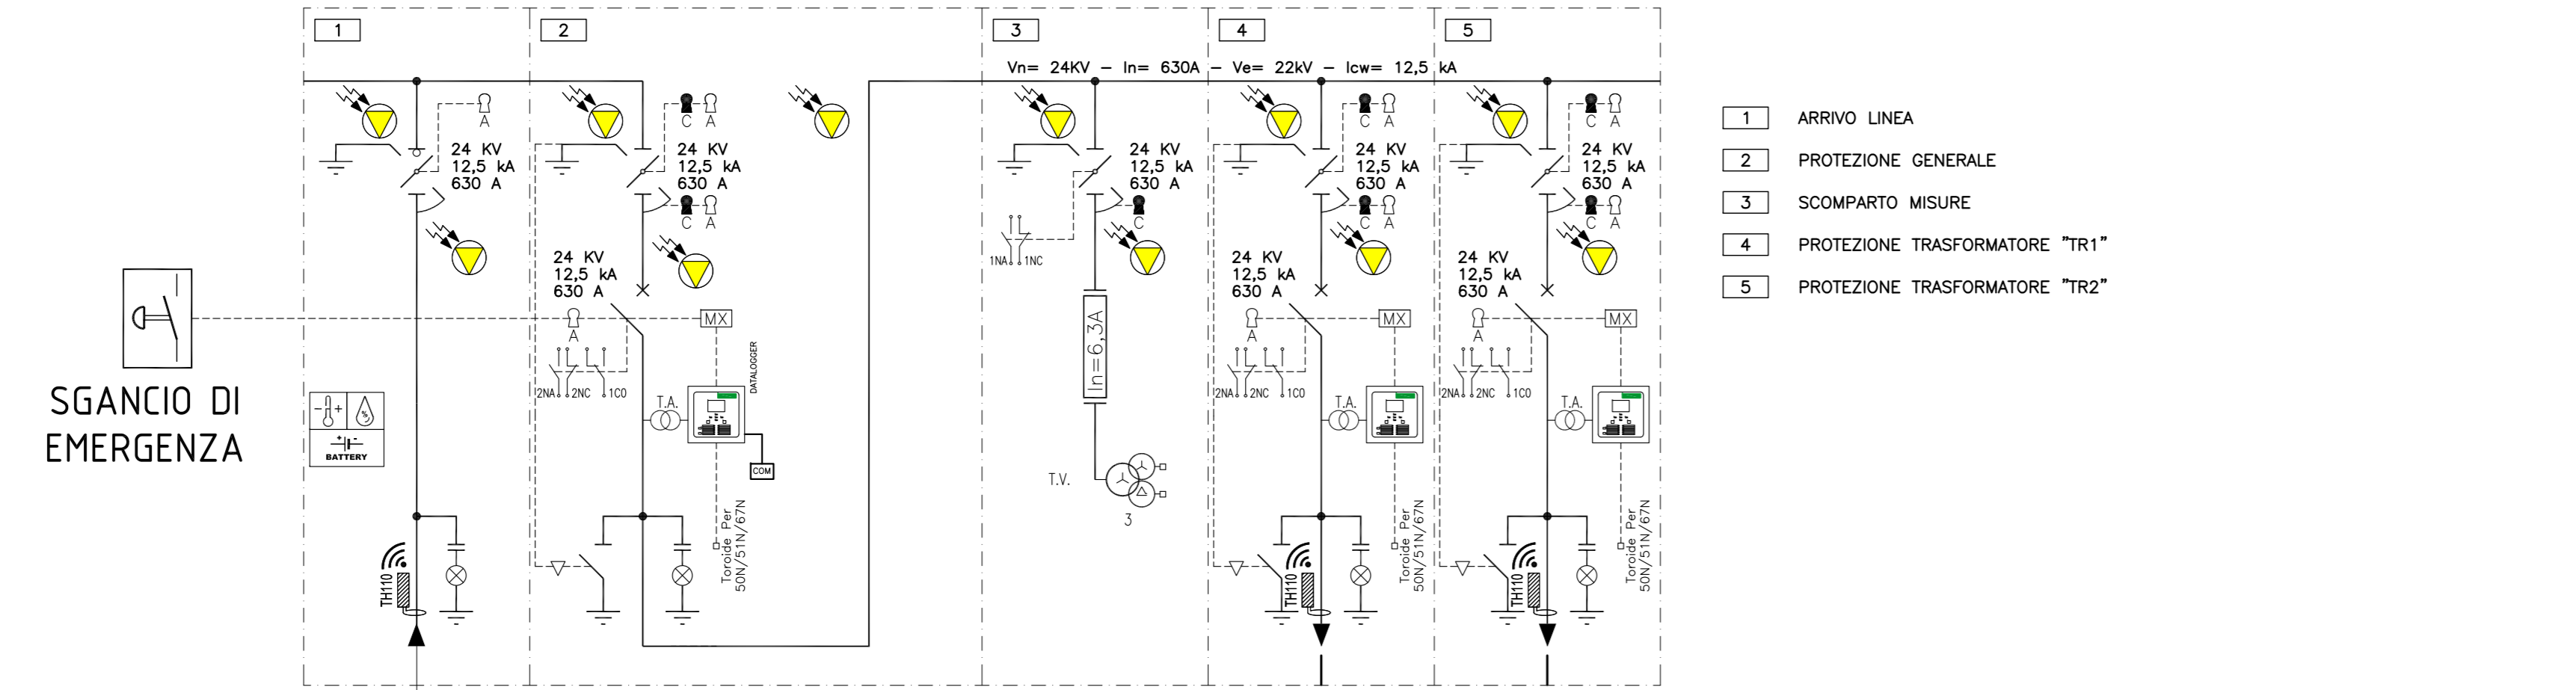 1
2
3
4
5
Vn= 24KV - In= 630A - Ve= 22kV - Icw= 12,5 kA
A
24 KV
12,5 kA
630 A
SGANCIO DI
EMERGENZA
- +
%
+ -
BATTERY
TH110
C A
24 KV
12,5 kA
630 A
C A
24 KV
12,5 kA
630 A
A
MX
2NA 2NC 1CO
T.A.
DATALOGGER
COM
Toroide Per
50N/51N/67N
24 KV
12,5 kA
630 A
C
1NA 1NC
In=6,3A
T.V.
3
C A
24 KV
12,5 kA
630 A
C A
24 KV
12,5 kA
630 A
A
MX
2NA 2NC 1CO
T.A.
TH110
Toroide Per
50N/51N/67N
C A
24 KV
12,5 kA
630 A
C A
24 KV
12,5 kA
630 A
A
MX
2NA 2NC 1CO
T.A.
TH110
Toroide Per
50N/51N/67N
1 ARRIVO LINEA
2 PROTEZIONE GENERALE
3 SCOMPARTO MISURE
4 PROTEZIONE TRASFORMATORE "TR1"
5 PROTEZIONE TRASFORMATORE "TR2"